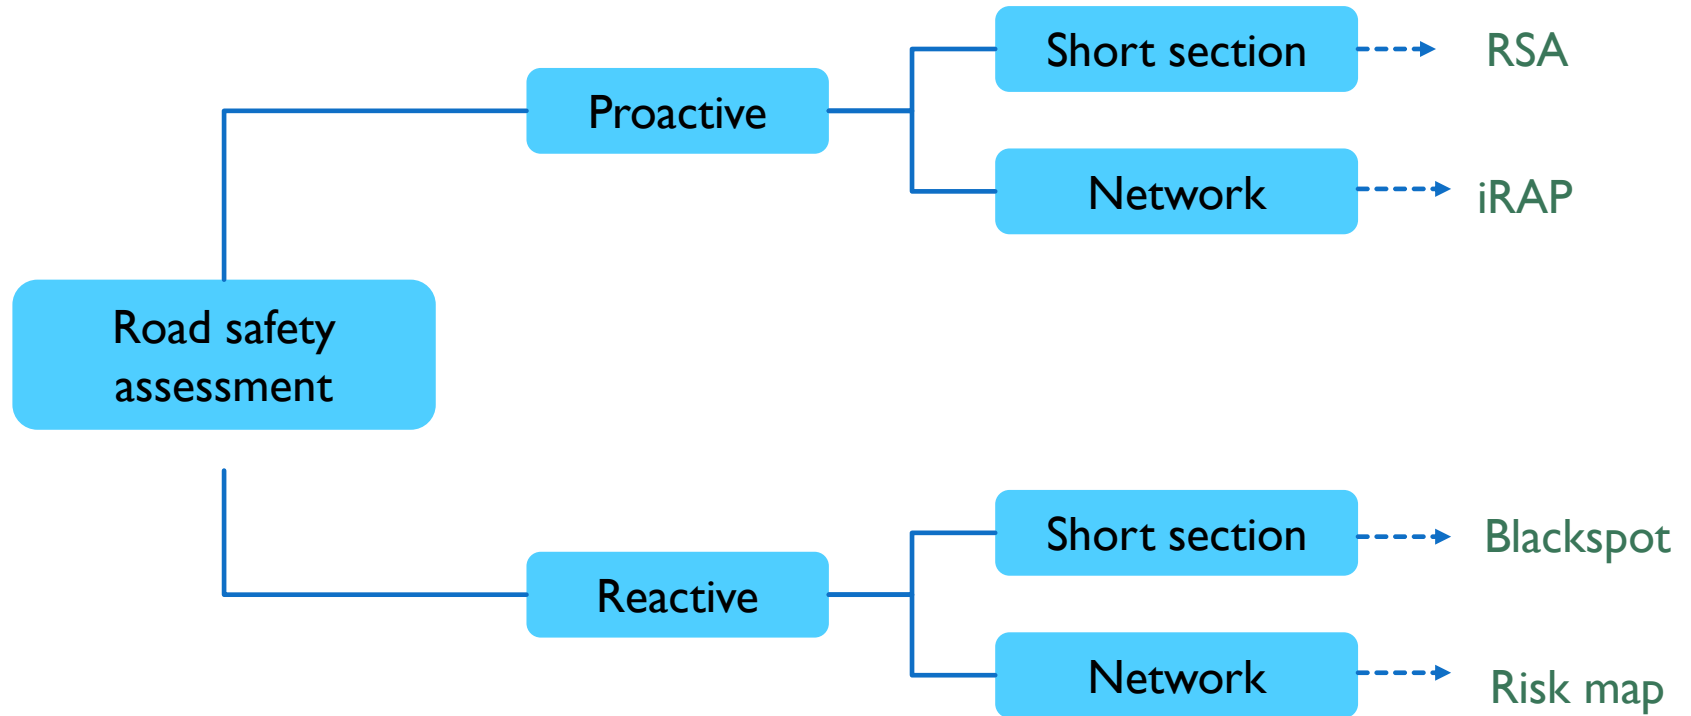 Short section
RSA
Proactive
Network
iRAP
Road safety
assessment
Short section
Blackspot
Reactive
Network
Risk map